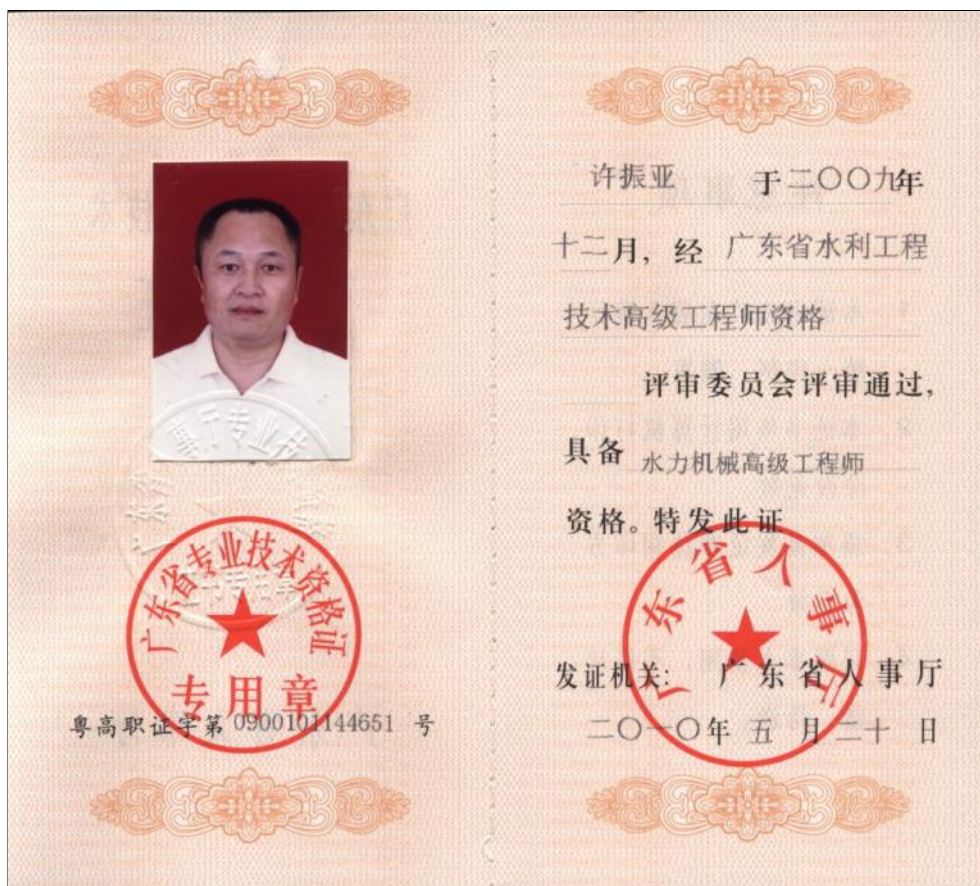 广东省专业技术资格证
专用章
粤高职证字第 0900101144651 号
许振亚 于二〇〇九年
十二月，经 广东省水利工程
技术高级工程师资格
评审委员会评审通过，
具备 水力机械高级工程师
资格。特发此证
广东省人事厅
发证机关：广东省人事厅
二〇一〇年 五 月 二十 日